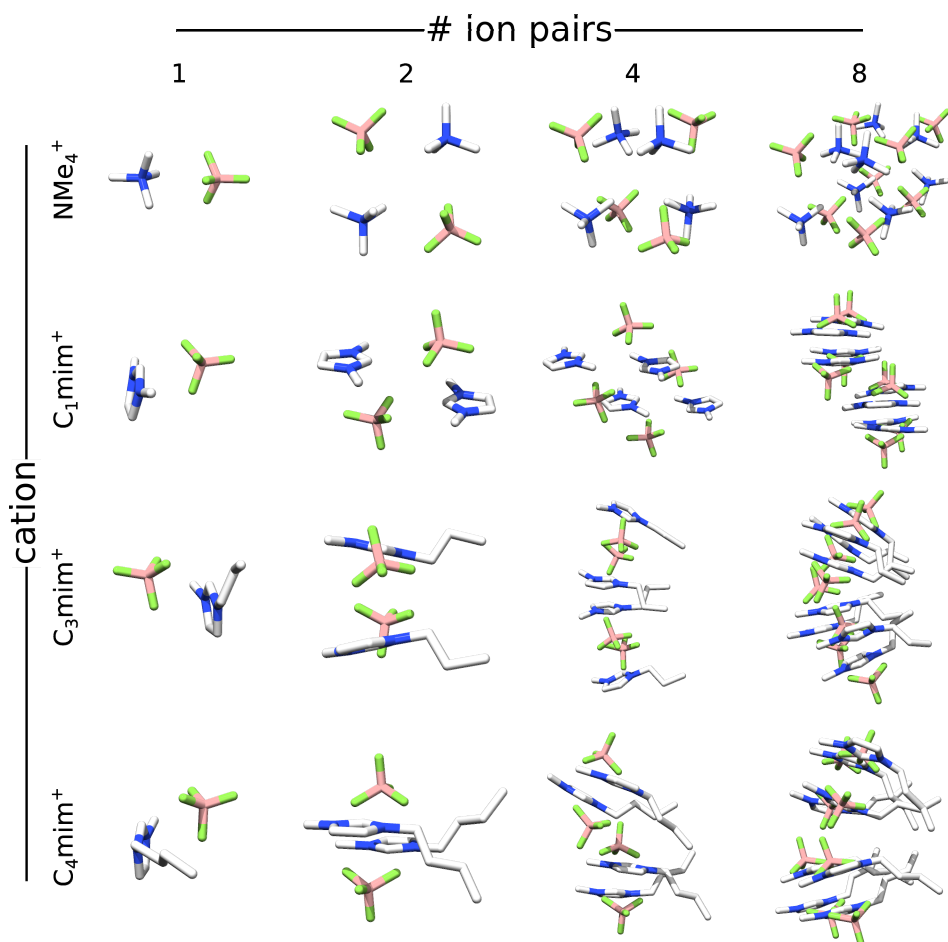 # ion pairs
1 2 4 8
cation
NMe₄⁺
C₁mim⁺
C₃mim⁺
C₄mim⁺